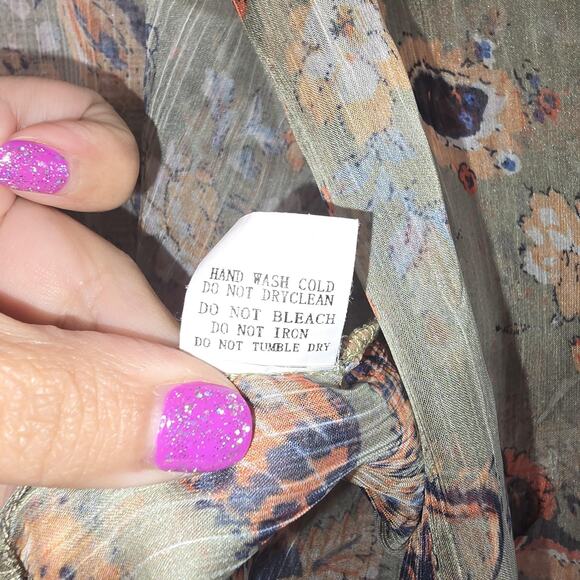 HAND WASH COLD
DO NOT DRYCLEAN
DO NOT BLEACH
DO NOT IRON
DO NOT TUMBLE DRY